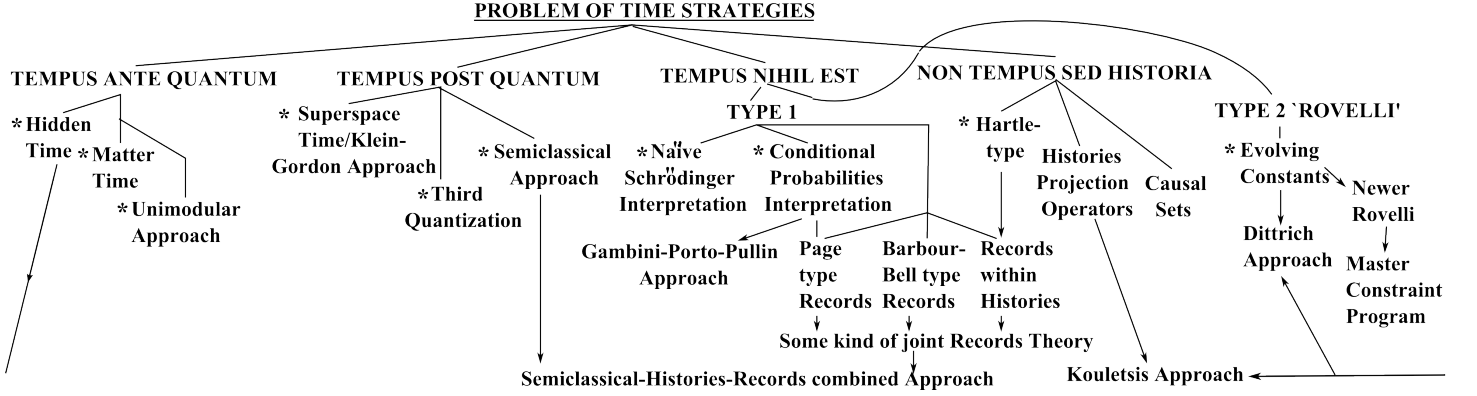 PROBLEM OF TIME STRATEGIES
TEMPUS ANTE QUANTUM
* Hidden
Time
* Matter
Time
* Unimodular
Approach
TEMPUS POST QUANTUM
* Superspace
Time/Klein-
Gordon Approach
* Third
Quantization
* Semiclassical
Approach
TEMPUS NIHIL EST
TYPE 1
* Naïve
Schrödinger
Interpretation
* Conditional
Probabilities
Interpretation
Gambini-Porto-Pullin
Approach
Page
type
Records
Barbour-
Bell type
Records
Records
within
Histories
Some kind of joint Records Theory
Semiclassical-Histories-Records combined Approach
NON TEMPUS SED HISTORIA
* Hartle-
type
Histories
Projection
Operators
Causal
Sets
Kouletsis Approach
TYPE 2 `ROVELLI'
* Evolving
Constants
Newer
Rovelli
Dittrich
Approach
Master
Constraint
Program